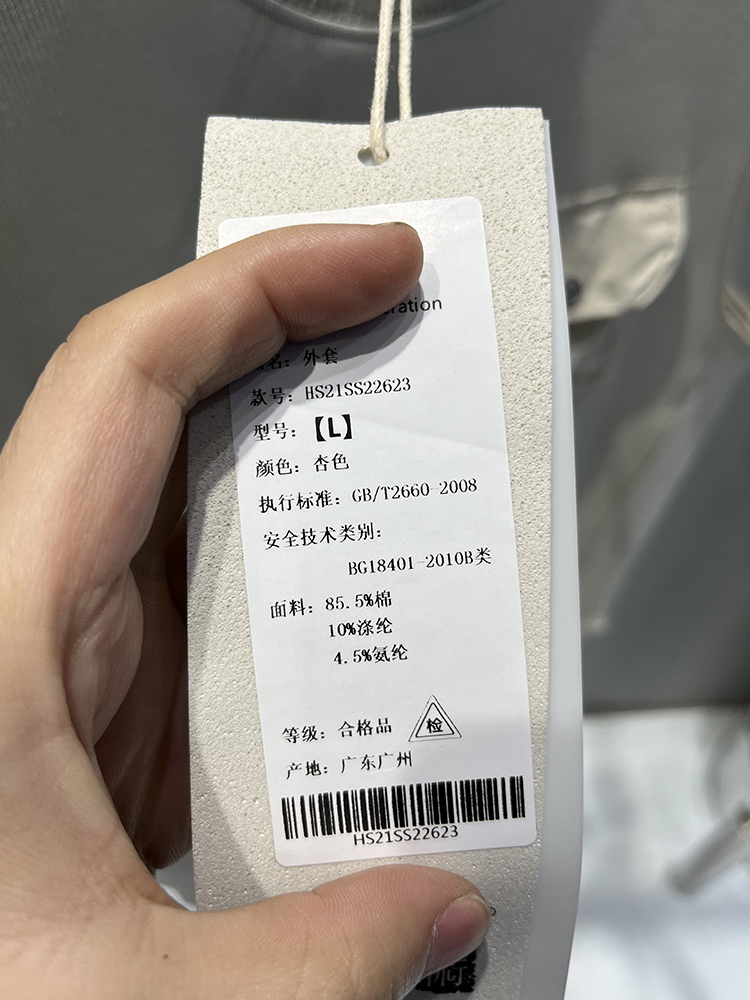 外套
款号：HS21SS22623
型号：【L】
颜色：杏色
执行标准：GB/T2660-2008
安全技术类别：
BG18401-2010B类
面料：85.5%棉
10%涤纶
4.5%氨纶
等级：合格品
检
产地：广东广州
HS21SS22623